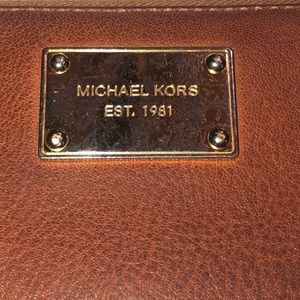 MICHAEL KORS
EST. 1981